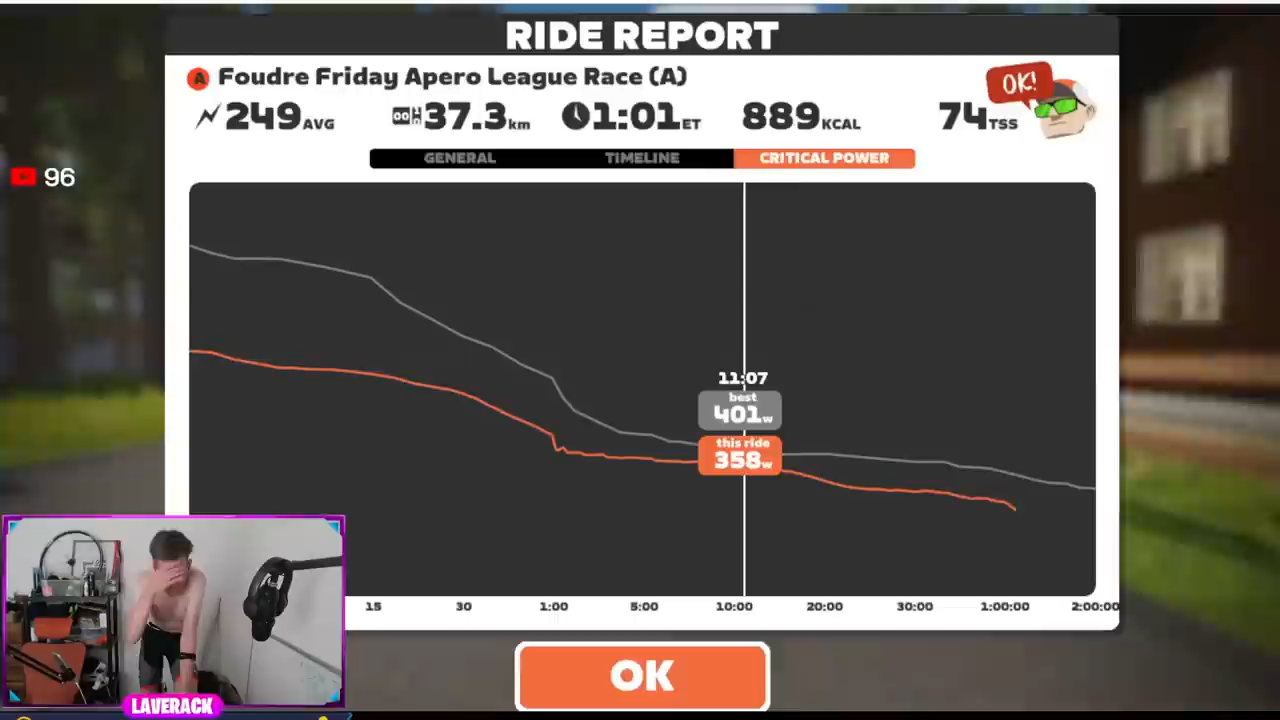 RIDE REPORT
A Foudre Friday Apero League Race (A)
OK!
249 AVG 37.3 km 1:01 ET 889 KCAL 74 TSS
GENERAL TIMELINE CRITICAL POWER
96
11:07
best
401w
this ride
358w
15 30 1:00 5:00 10:00 20:00 30:00 1:00:00 2:00:00
OK
LAVERACK